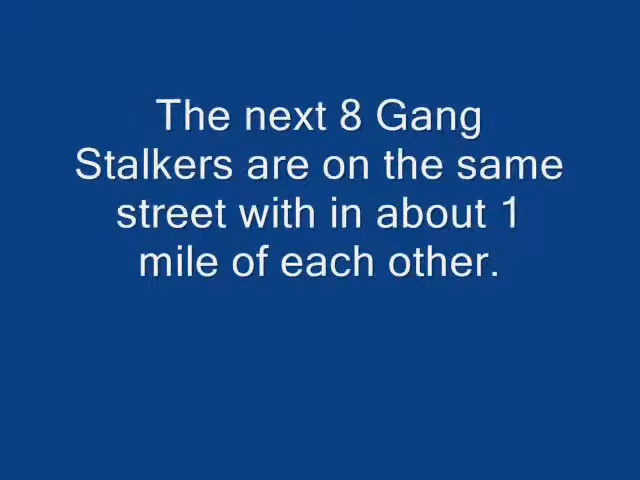 The next 8 Gang
Stalkers are on the same
street with in about 1
mile of each other.